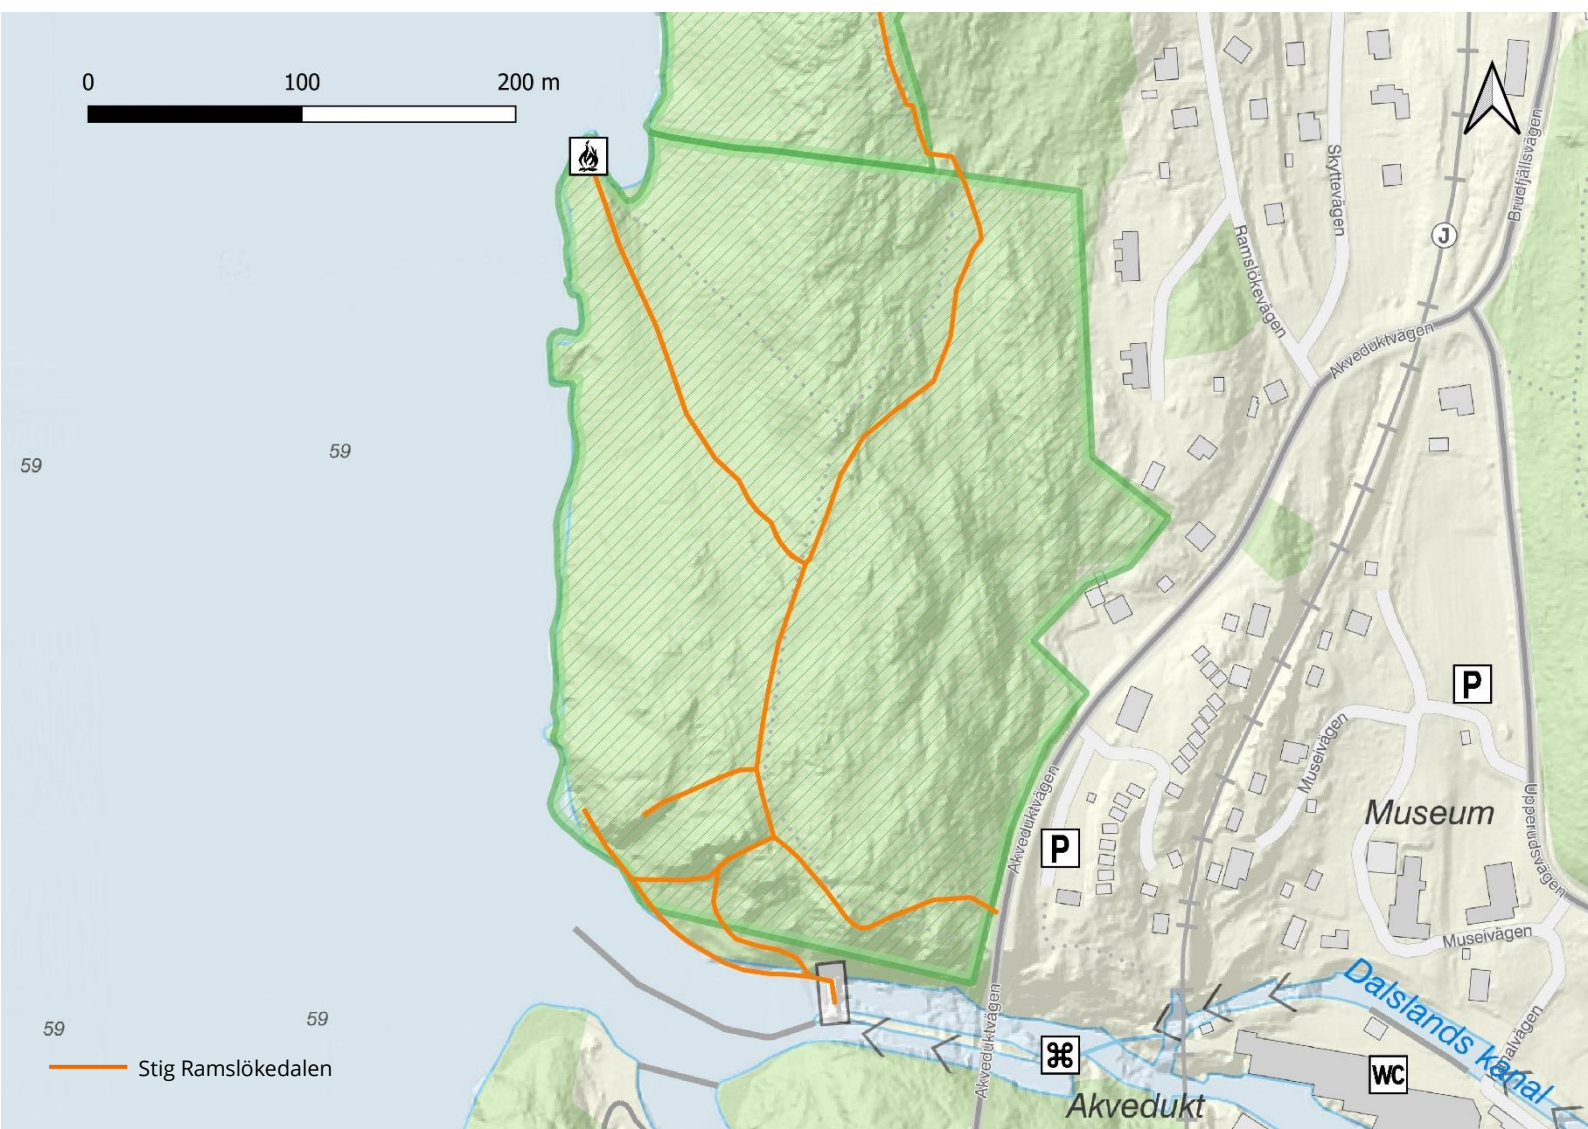 0 100 200 m
Skyttevägen
Brudfjällsvägen
J
Ramslökevägen
Akveduktvägen
59
59
P
Museivägen
Akveduktvägen
Museum
Upperudsvägen
P
Museivägen
Dalslands kanal
Akveduktvägen
59
59
Stig Ramslökedalen
⌘
WC
Akvedukt